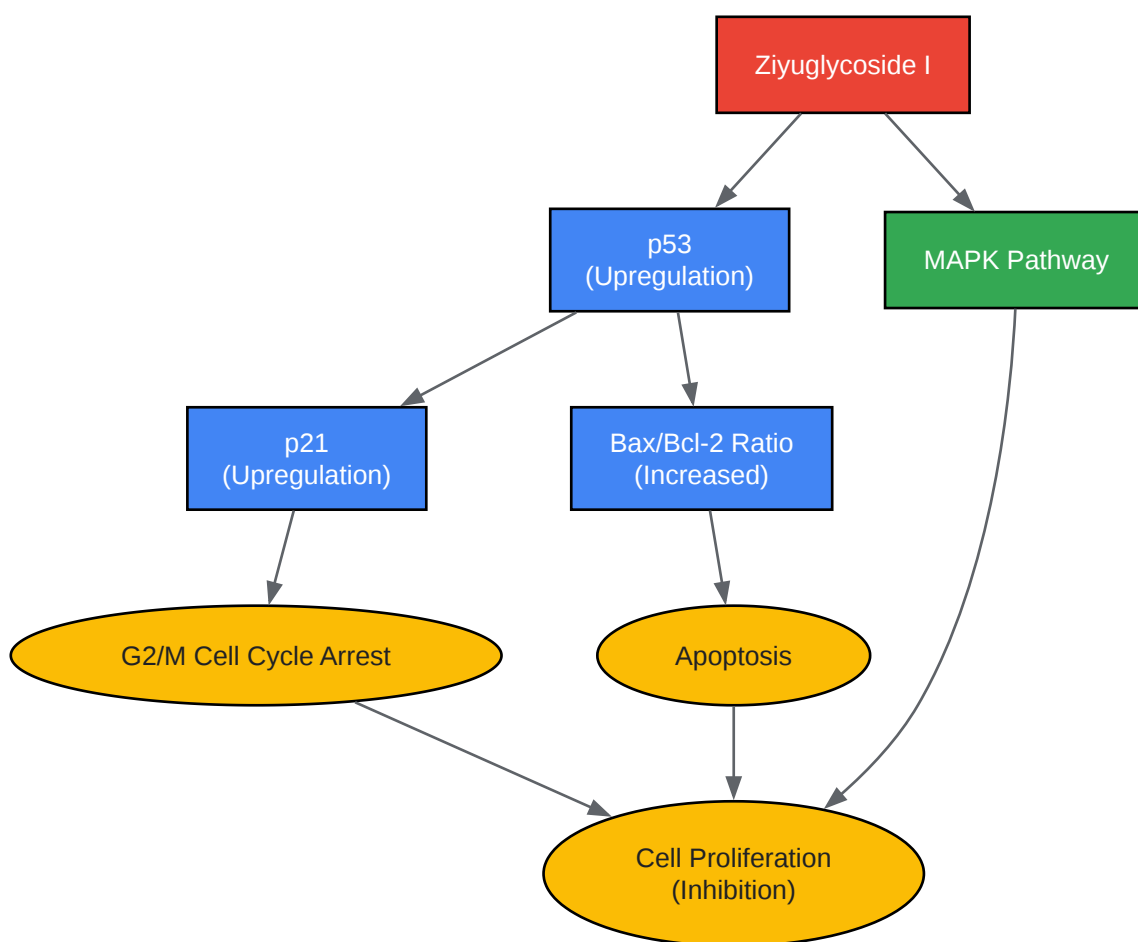 Ziyuglycoside I
p53
(Upregulation)
MAPK Pathway
p21
(Upregulation)
Bax/Bcl-2 Ratio
(Increased)
G2/M Cell Cycle Arrest
Apoptosis
Cell Proliferation
(Inhibition)